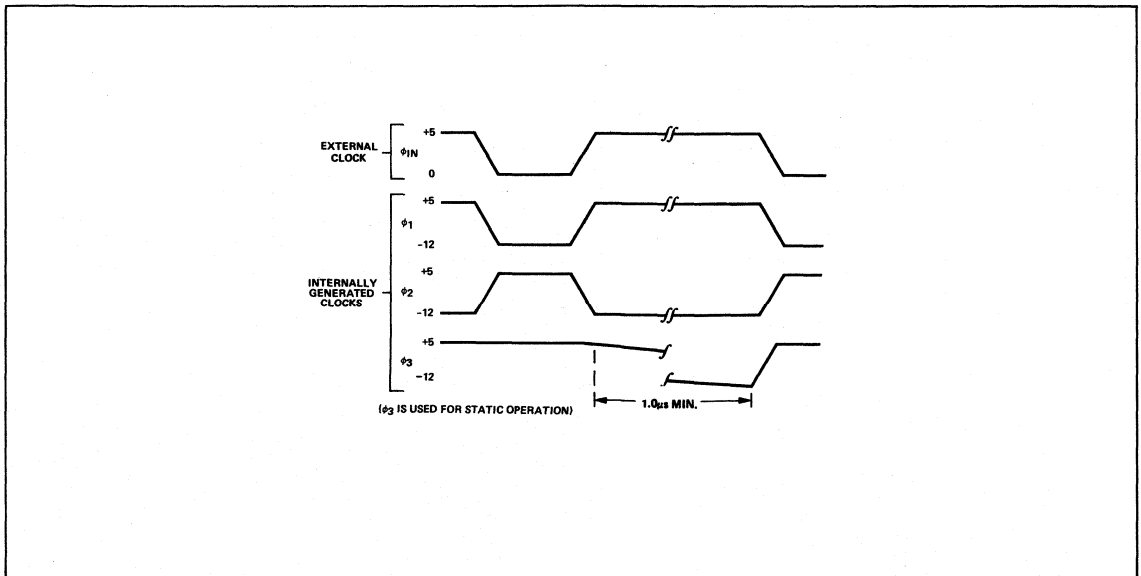 EXTERNAL
CLOCK
φIN
+5
0
INTERNALLY
GENERATED
CLOCKS
φ1
+5
-12
φ2
+5
-12
φ3
+5
-12
1.0μs MIN.
(φ3 IS USED FOR STATIC OPERATION)